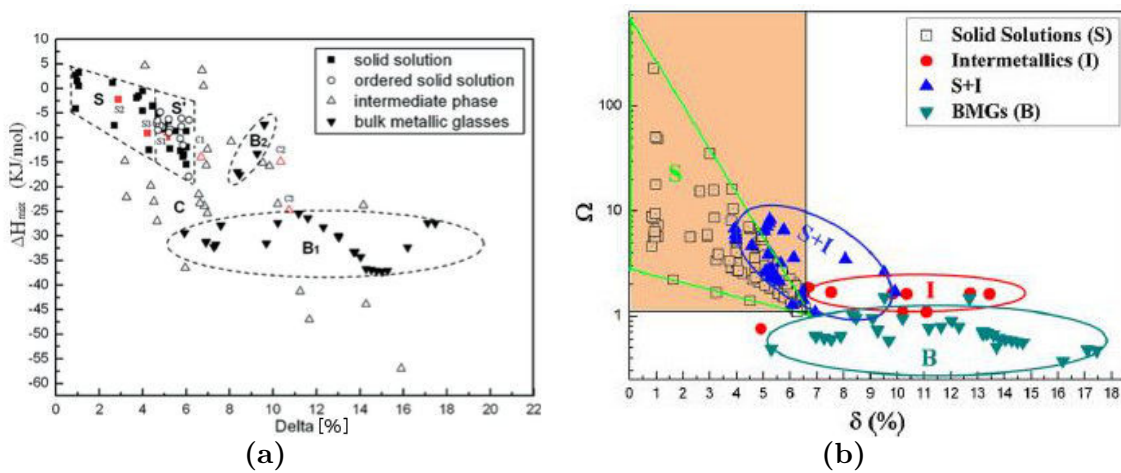 10
5
0
-5
-10
-15
-20
-25
-30
-35
-40
-45
-50
-55
-60
ΔHmix (KJ/mol)
solid solution
ordered solid solution
intermediate phase
bulk metallic glasses
S
S'
S2
S3
S1
C1
C2
C3
B2
C
B1
0 2 4 6 8 10 12 14 16 18 20 22
Delta [%]
(a)
Ω
100
10
1
Solid Solutions (S)
Intermetallics (I)
S+I
BMGs (B)
S
S+I
I
B
0 1 2 3 4 5 6 7 8 9 10 11 12 13 14 15 16 17 18
δ (%)
(b)